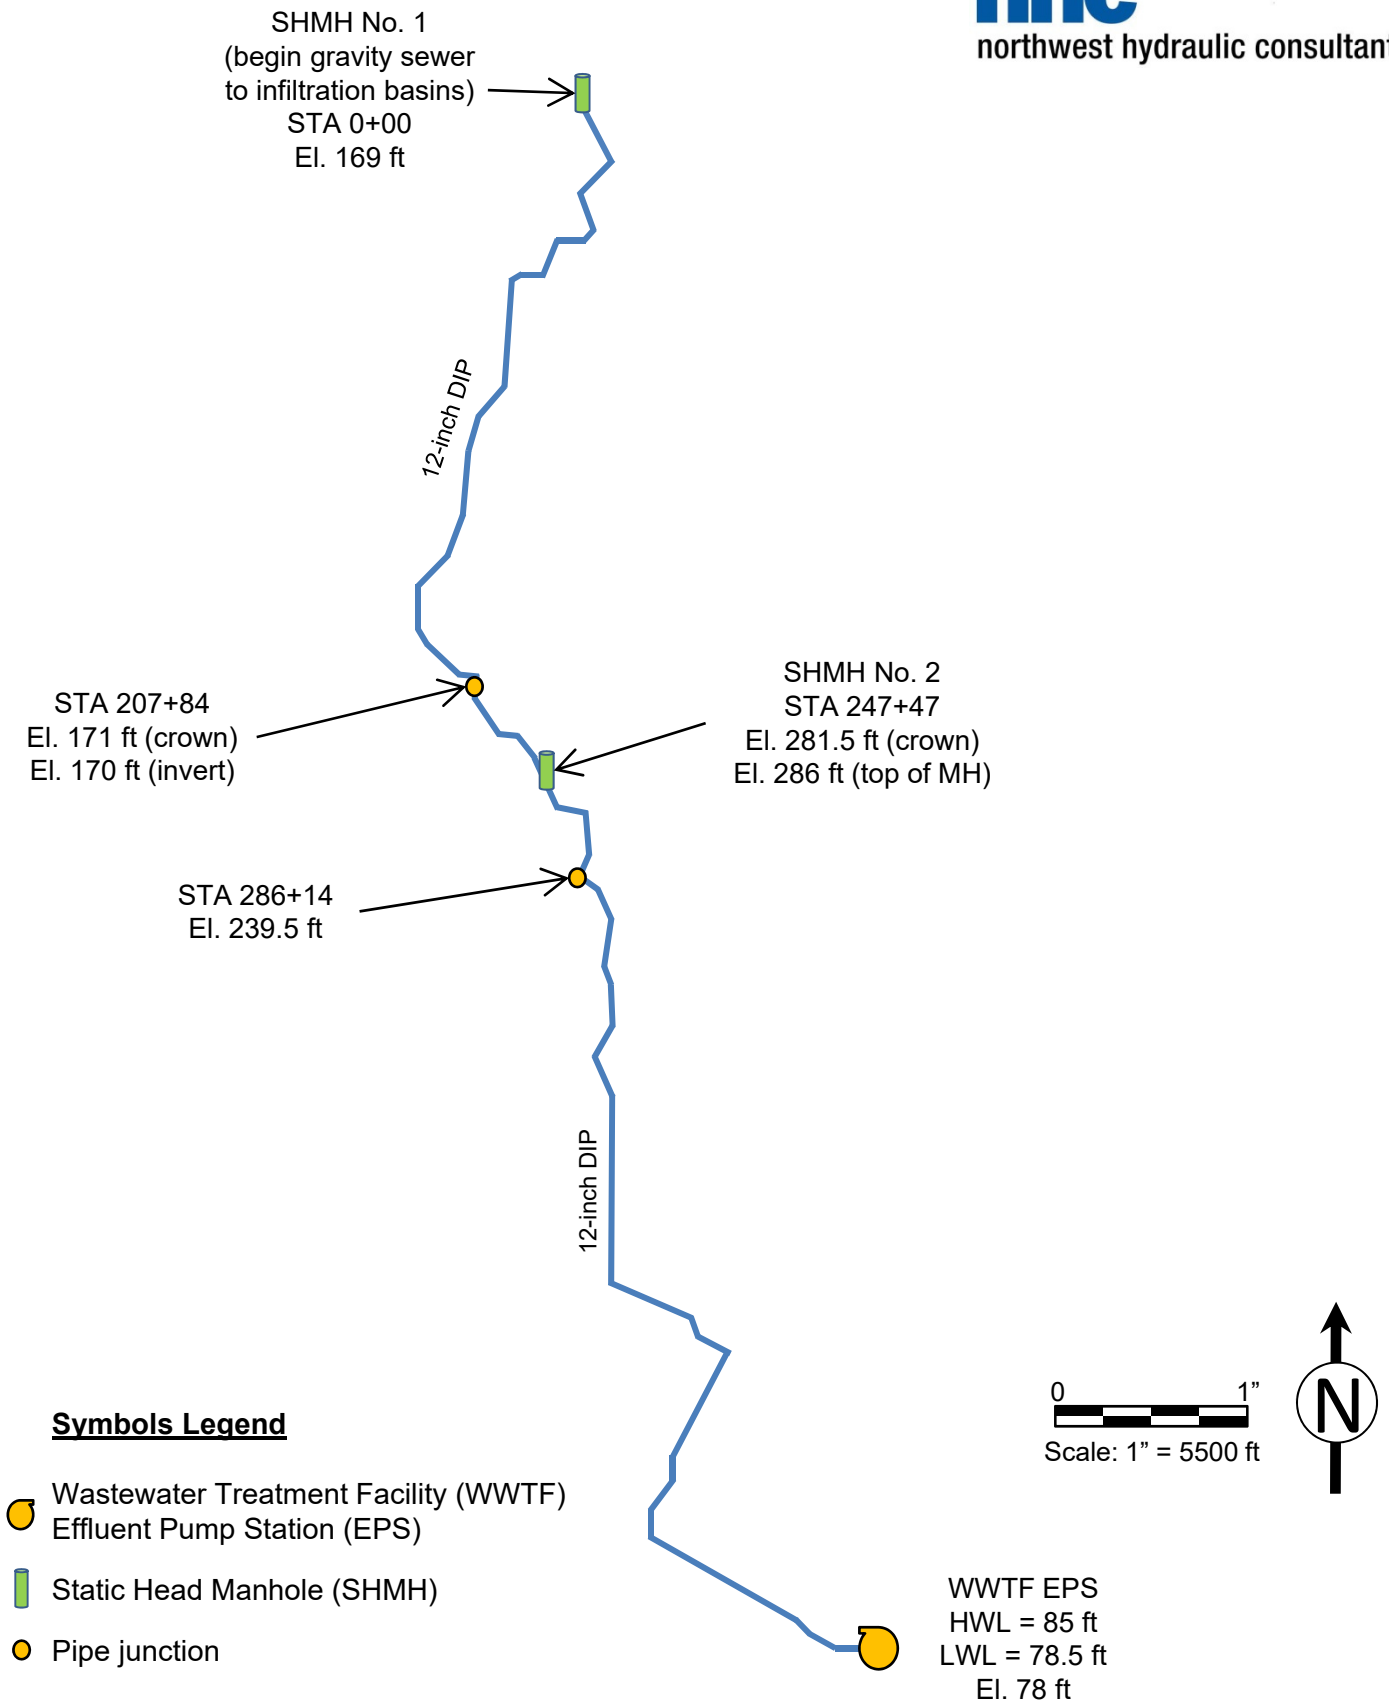 SHMH No. 1
(begin gravity sewer
to infiltration basins)
STA 0+00
El. 169 ft
northwest hydraulic consultant
12-inch DIP
STA 207+84
El. 171 ft (crown)
El. 170 ft (invert)
SHMH No. 2
STA 247+47
El. 281.5 ft (crown)
El. 286 ft (top of MH)
STA 286+14
El. 239.5 ft
12-inch DIP
0 1”
Scale: 1” = 5500 ft
N
Symbols Legend
Wastewater Treatment Facility (WWTF)
Effluent Pump Station (EPS)
Static Head Manhole (SHMH)
Pipe junction
WWTF EPS
HWL = 85 ft
LWL = 78.5 ft
El. 78 ft